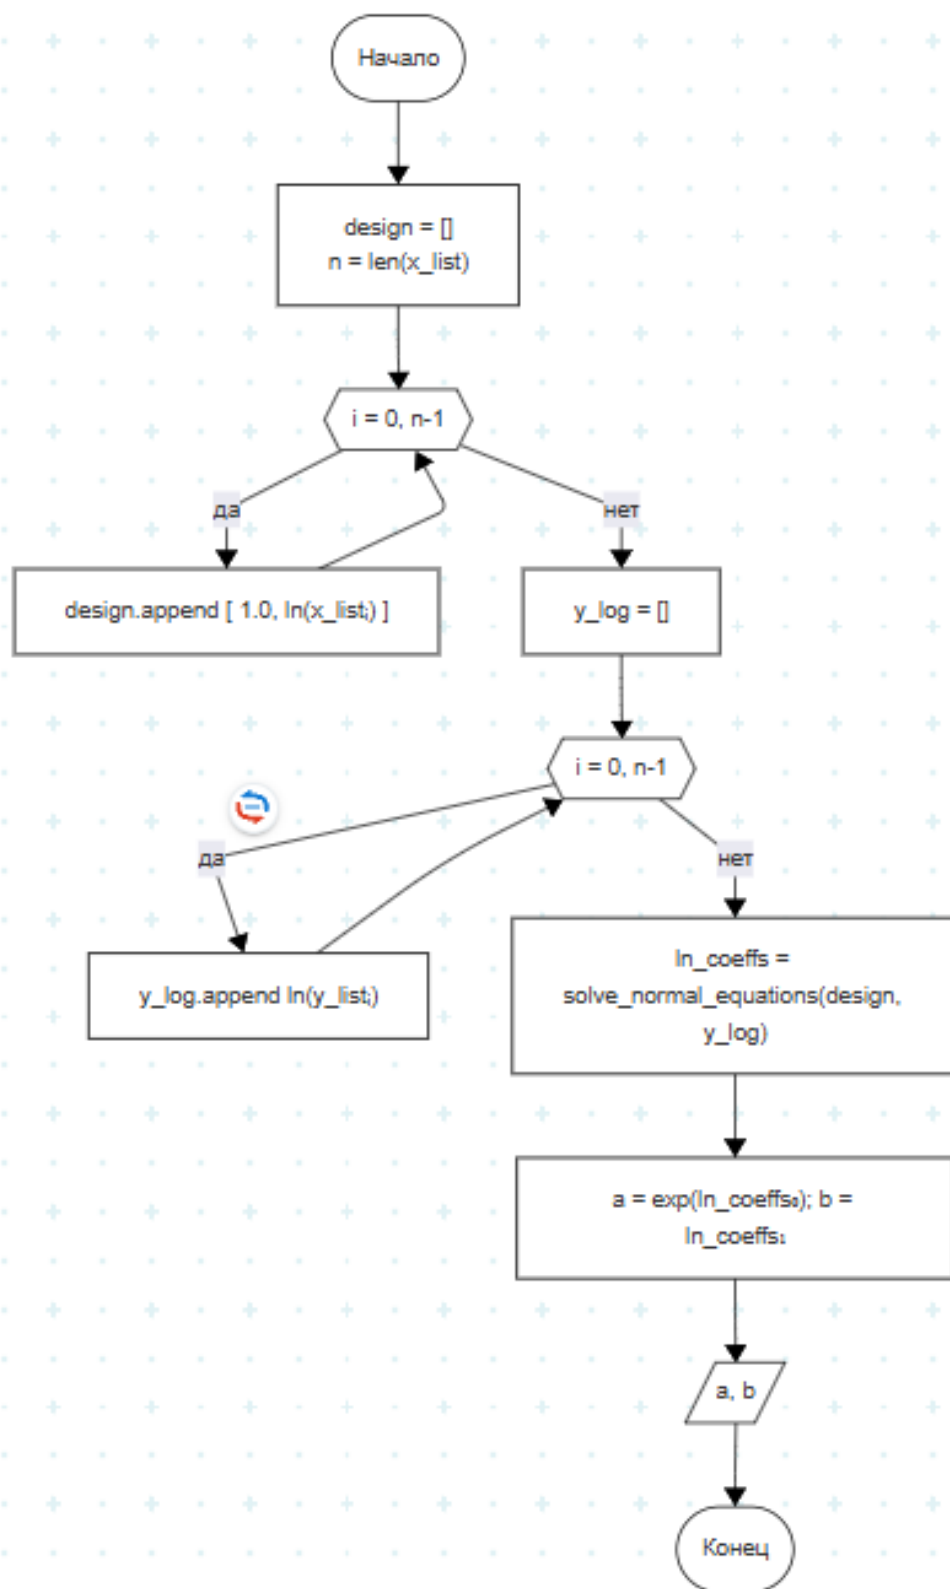 Начало
design = []
n = len(x_list)
i = 0, n-1
да
нет
design.append [ 1.0, ln(x_listᵢ) ]
y_log = []
i = 0, n-1
да
нет
y_log.append ln(y_listᵢ)
ln_coeffs =
solve_normal_equations(design,
y_log)
a = exp(ln_coeffs₀); b =
ln_coeffs₁
a, b
Конец